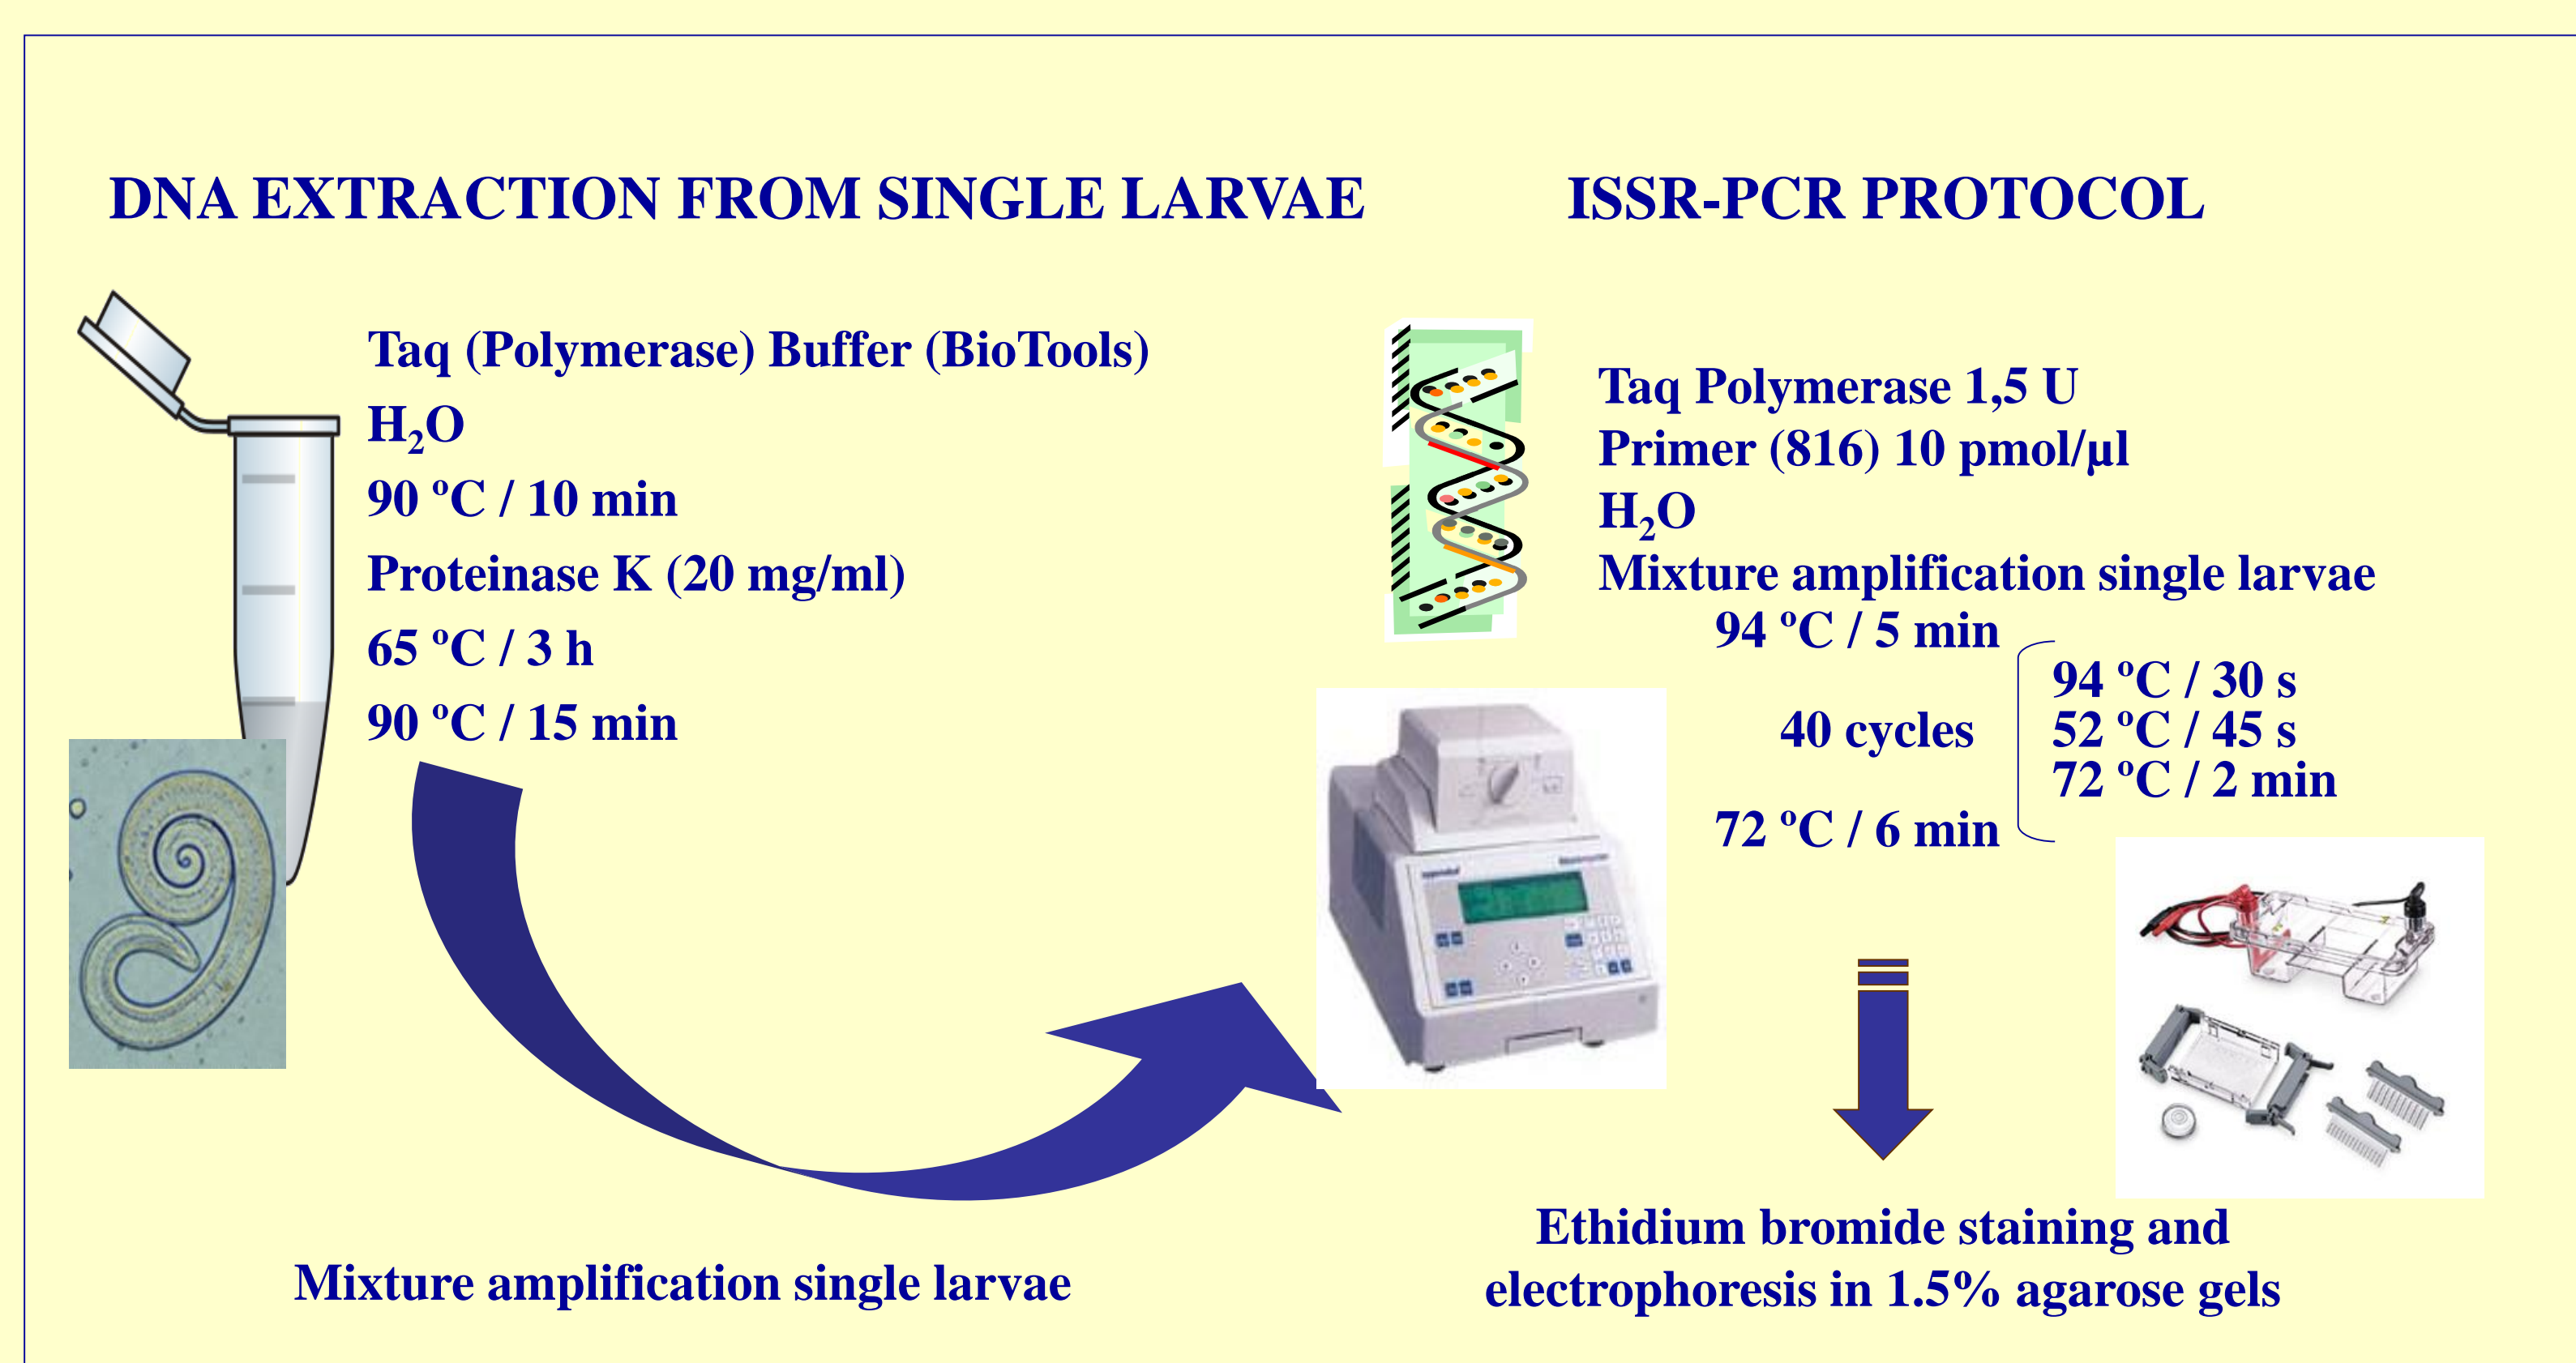 DNA EXTRACTION FROM SINGLE LARVAE
Taq (Polymerase) Buffer (BioTools)
H₂O
90 ºC / 10 min
Proteinase K (20 mg/ml)
65 ºC / 3 h
90 ºC / 15 min
Mixture amplification single larvae
ISSR-PCR PROTOCOL
Taq Polymerase 1,5 U
Primer (816) 10 pmol/µl
H₂O
Mixture amplification single larvae
94 ºC / 5 min
94 ºC / 30 s
40 cycles
52 ºC / 45 s
72 ºC / 2 min
72 ºC / 6 min
Ethidium bromide staining and
electrophoresis in 1.5% agarose gels